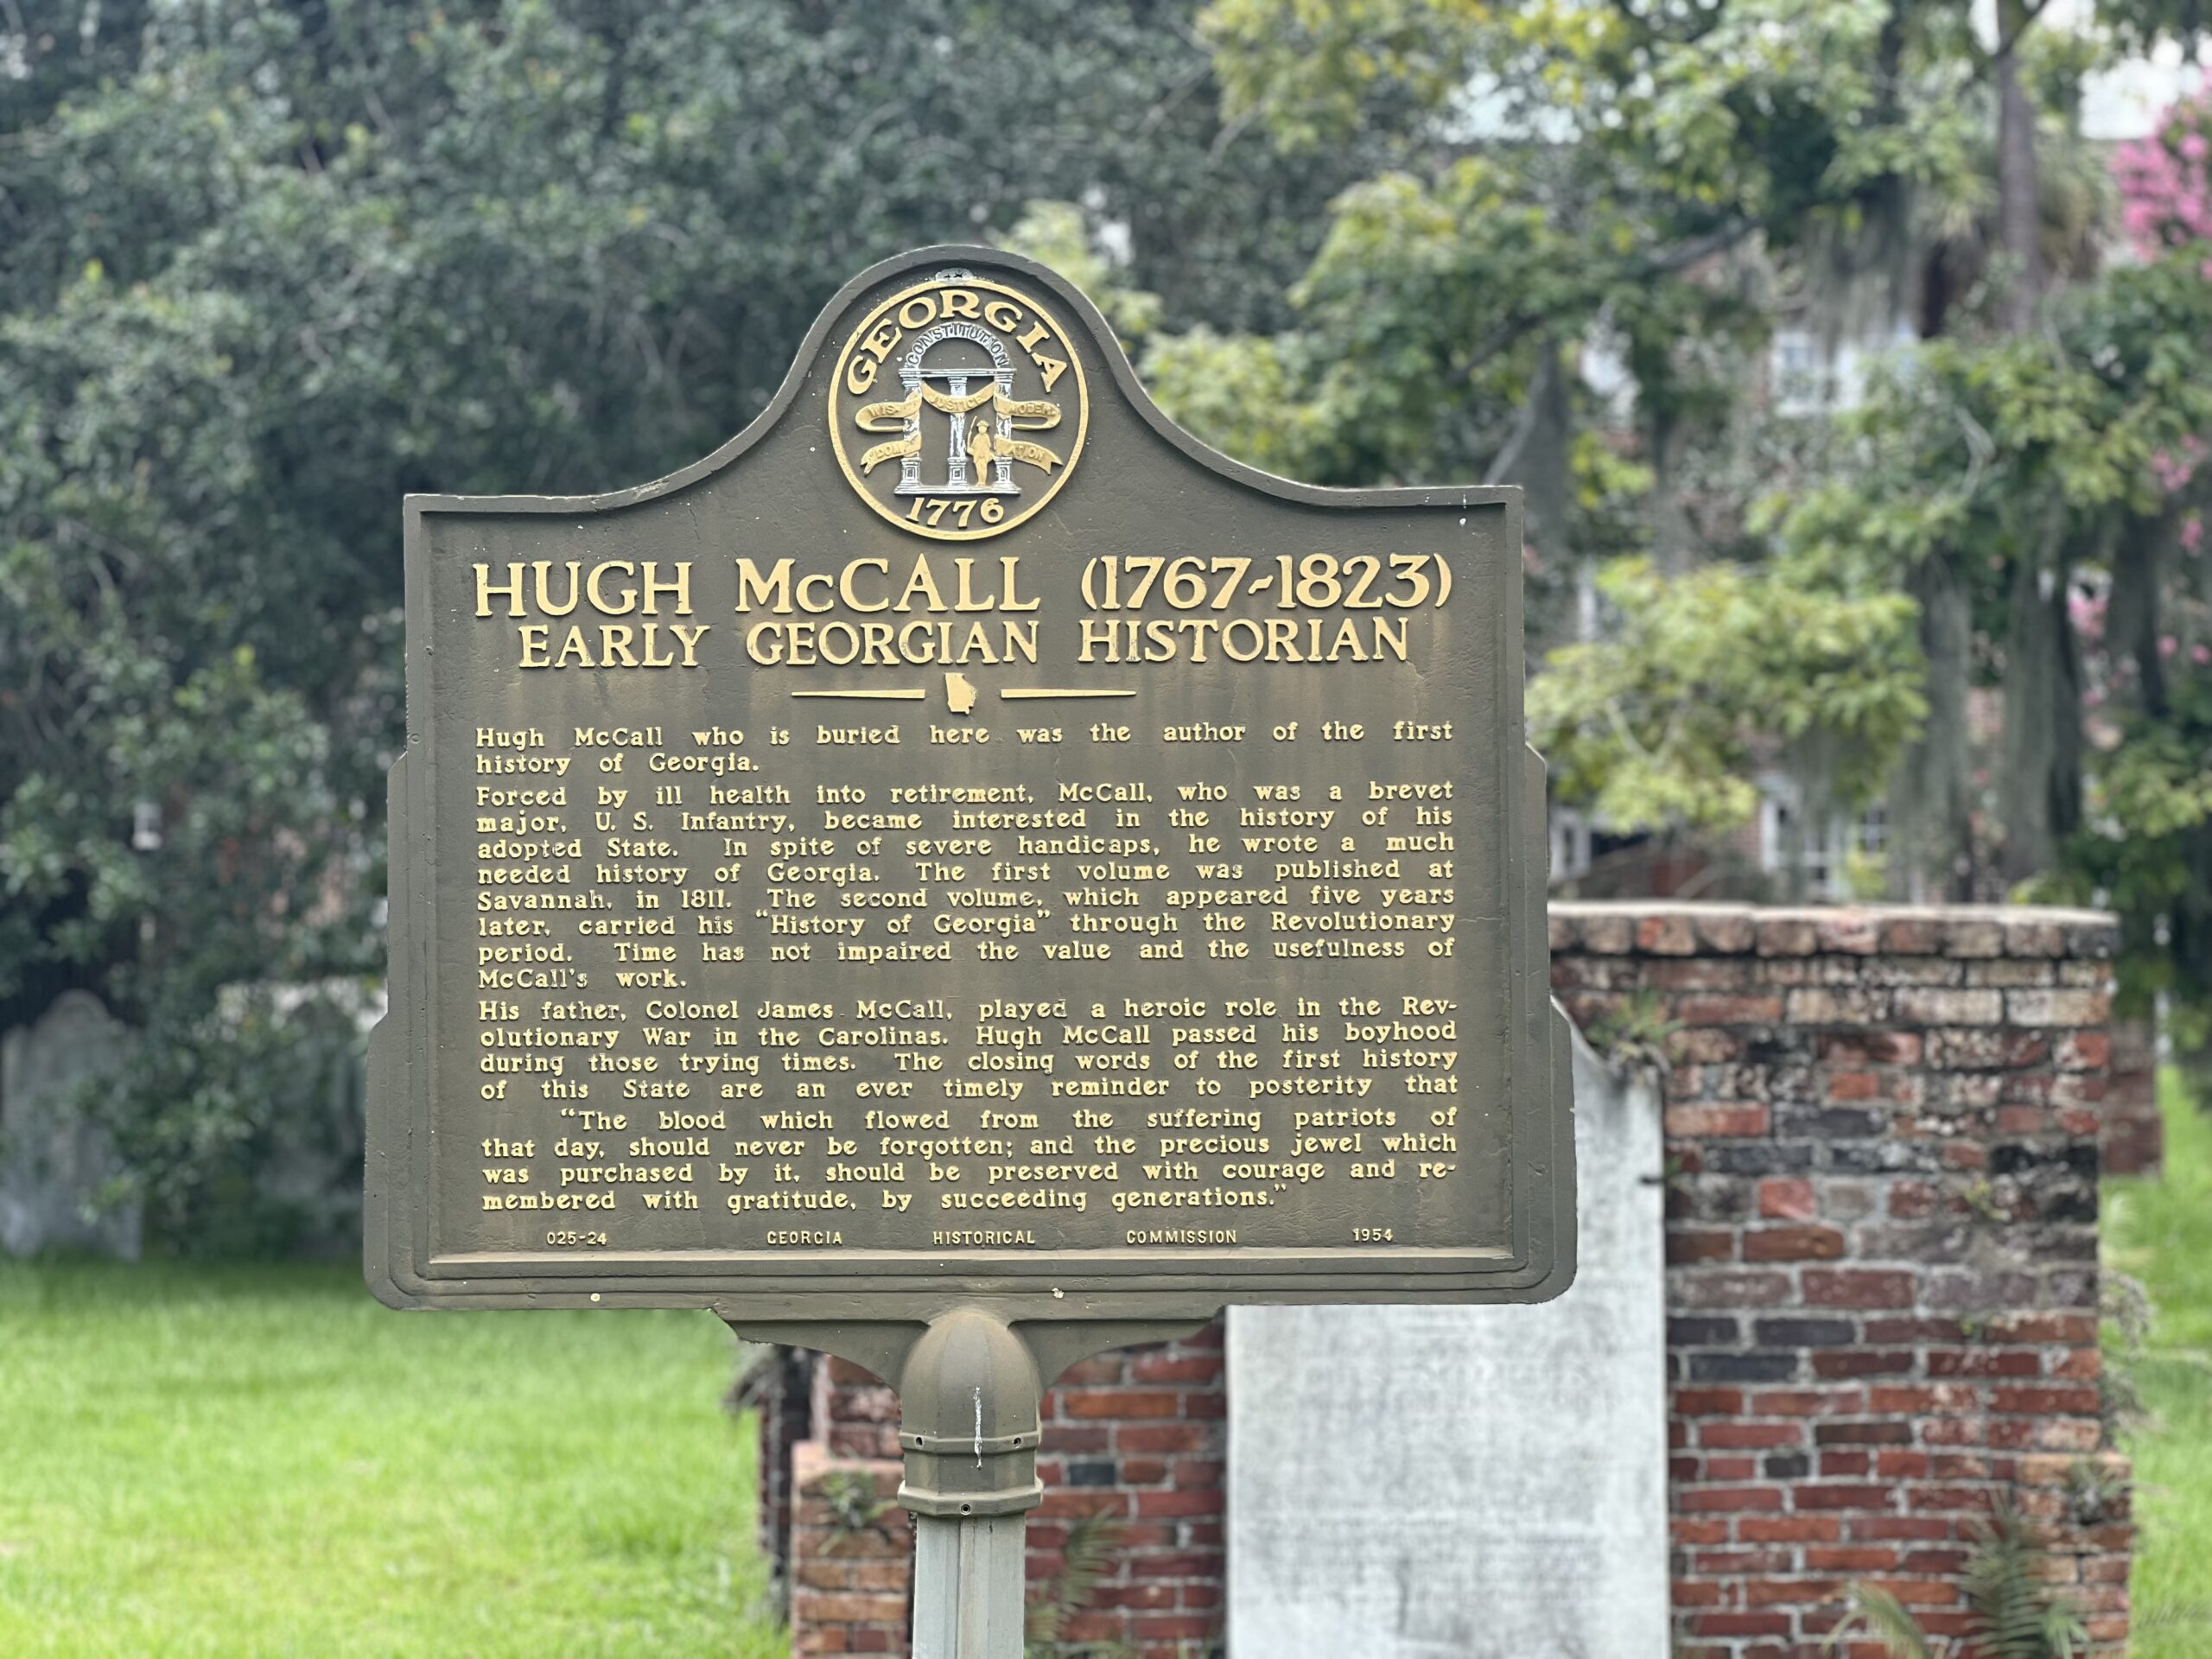 GEORGIA
CONSTITUTION
WIS- JUSTICE MODER-
DOM ATION
1776
HUGH McCALL (1767-1823)
EARLY GEORGIAN HISTORIAN
Hugh McCall who is buried here was the author of the first
history of Georgia.
Forced by ill health into retirement, McCall, who was a brevet
major, U. S. Infantry, became interested in the history of his
adopted State. In spite of severe handicaps, he wrote a much
needed history of Georgia. The first volume was published at
Savannah, in 1811. The second volume, which appeared five years
later, carried his "History of Georgia" through the Revolutionary
period. Time has not impaired the value and the usefulness of
McCall's work.
His father, Colonel James McCall, played a heroic role in the Rev-
olutionary War in the Carolinas. Hugh McCall passed his boyhood
during those trying times. The closing words of the first history
of this State are an ever timely reminder to posterity that
"The blood which flowed from the suffering patriots of
that day, should never be forgotten; and the precious jewel which
was purchased by it, should be preserved with courage and re-
membered with gratitude, by succeeding generations."
025-24 GEORGIA HISTORICAL COMMISSION 1954